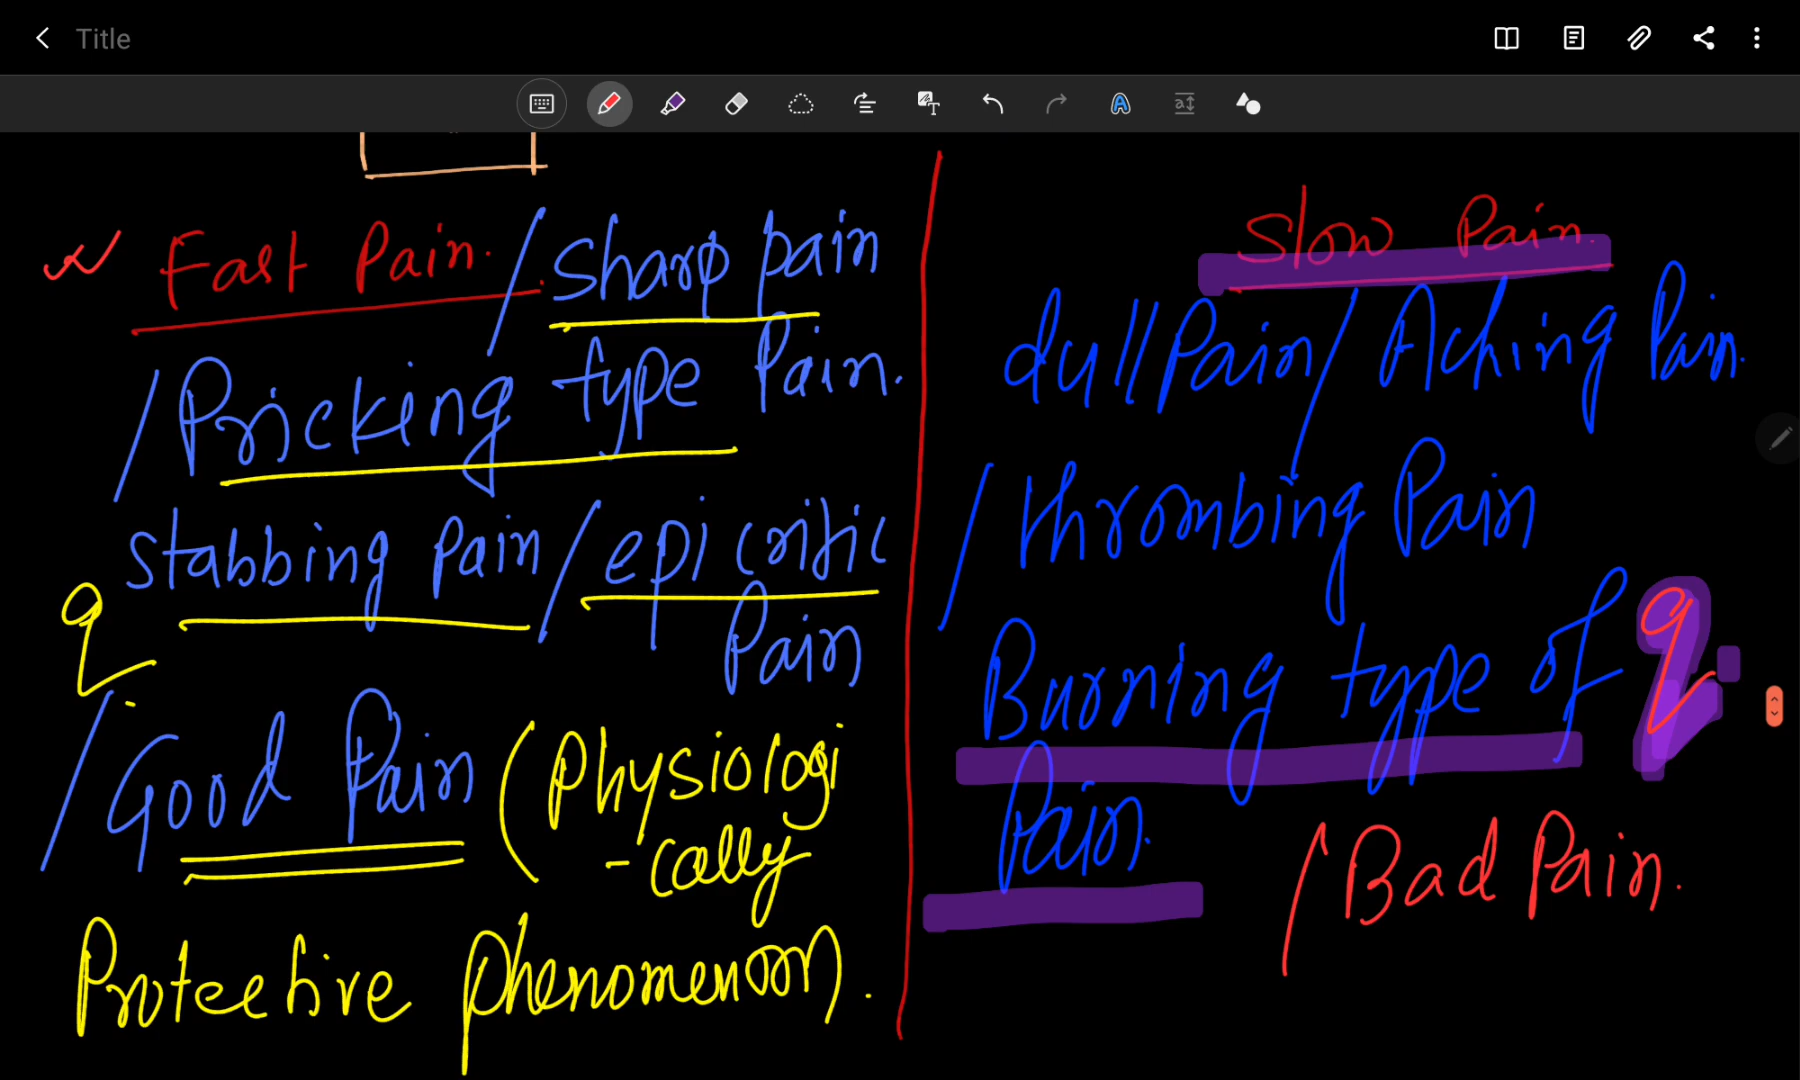 Title
Fast Pain. / Sharp pain
/ Pricking type Pain.
stabbing pain / epicritic
Pain
/ Good Pain (Physiologi
-cally
Protective phenomenon.
Slow Pain.
dull Pain / Aching Pain.
/ thrombing Pain
Burning type of
Pain.
/ Bad Pain.